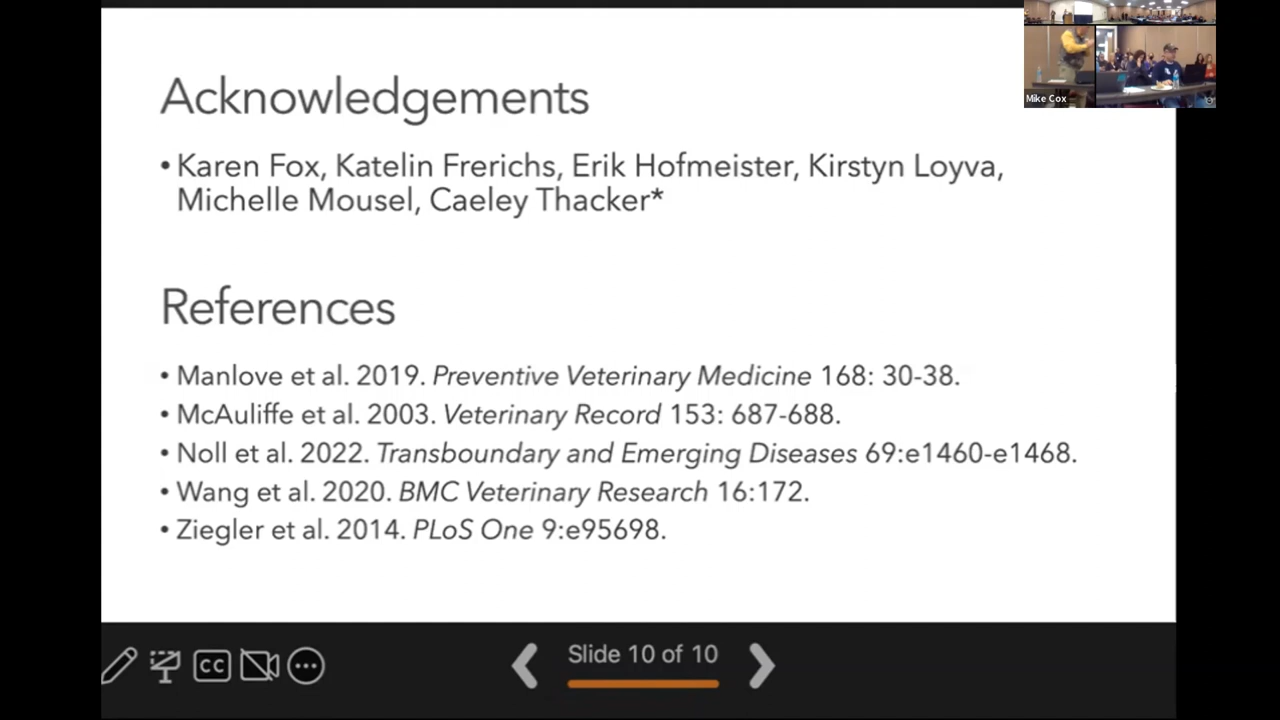 Acknowledgements
• Karen Fox, Katelin Frerichs, Erik Hofmeister, Kirstyn Loyva,
Michelle Mousel, Caeley Thacker*
References
• Manlove et al. 2019. Preventive Veterinary Medicine 168: 30-38.
• McAuliffe et al. 2003. Veterinary Record 153: 687-688.
• Noll et al. 2022. Transboundary and Emerging Diseases 69:e1460-e1468.
• Wang et al. 2020. BMC Veterinary Research 16:172.
• Ziegler et al. 2014. PLoS One 9:e95698.
Mike Cox
CC
Slide 10 of 10